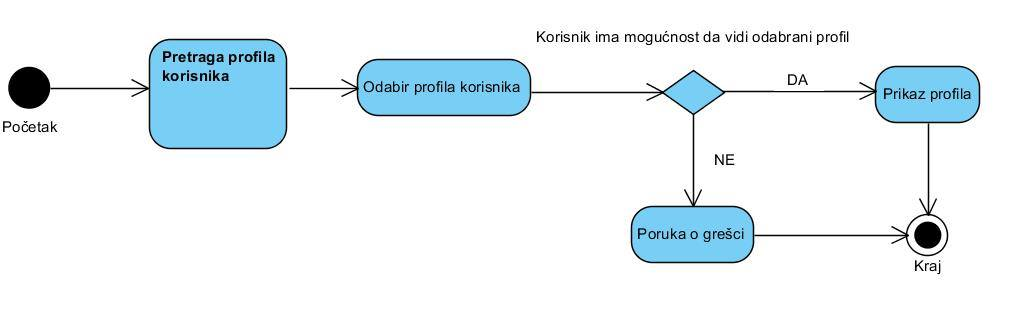 Korisnik ima mogućnost da vidi odabrani profil
Pretraga profila
korisnika
Početak
Odabir profila korisnika
DA
Prikaz profila
NE
Poruka o grešci
Kraj